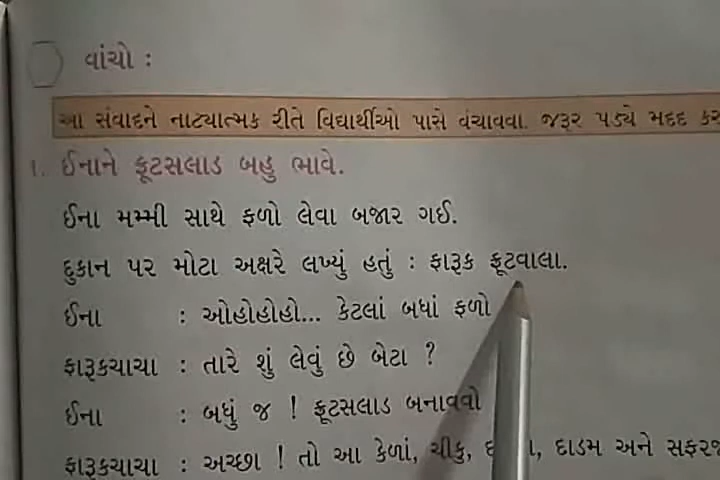 વાંચો :
આ સંવાદને નાટ્યાત્મક રીતે વિદ્યાર્થીઓ પાસે વંચાવવા. જરૂર પડ્યે મદદ
1. ઈનાને ફ્રૂટસલાડ બહુ ભાવે.
ઈના મમ્મી સાથે ફળો લેવા બજાર ગઈ.
દુકાન પર મોટા અક્ષરે લખ્યું હતું : ફારૂક ફ્રૂટવાલા.
ઈના : ઓહોહોહો... કેટલાં બધાં ફળો
ફારૂકચાચા : તારે શું લેવું છે બેટા ?
ઈના : બધું જ ! ફ્રૂટસલાડ બનાવવો
ફારૂકચાચા : અચ્છા ! તો આ કેળાં, ચીકુ, દાડમ અને